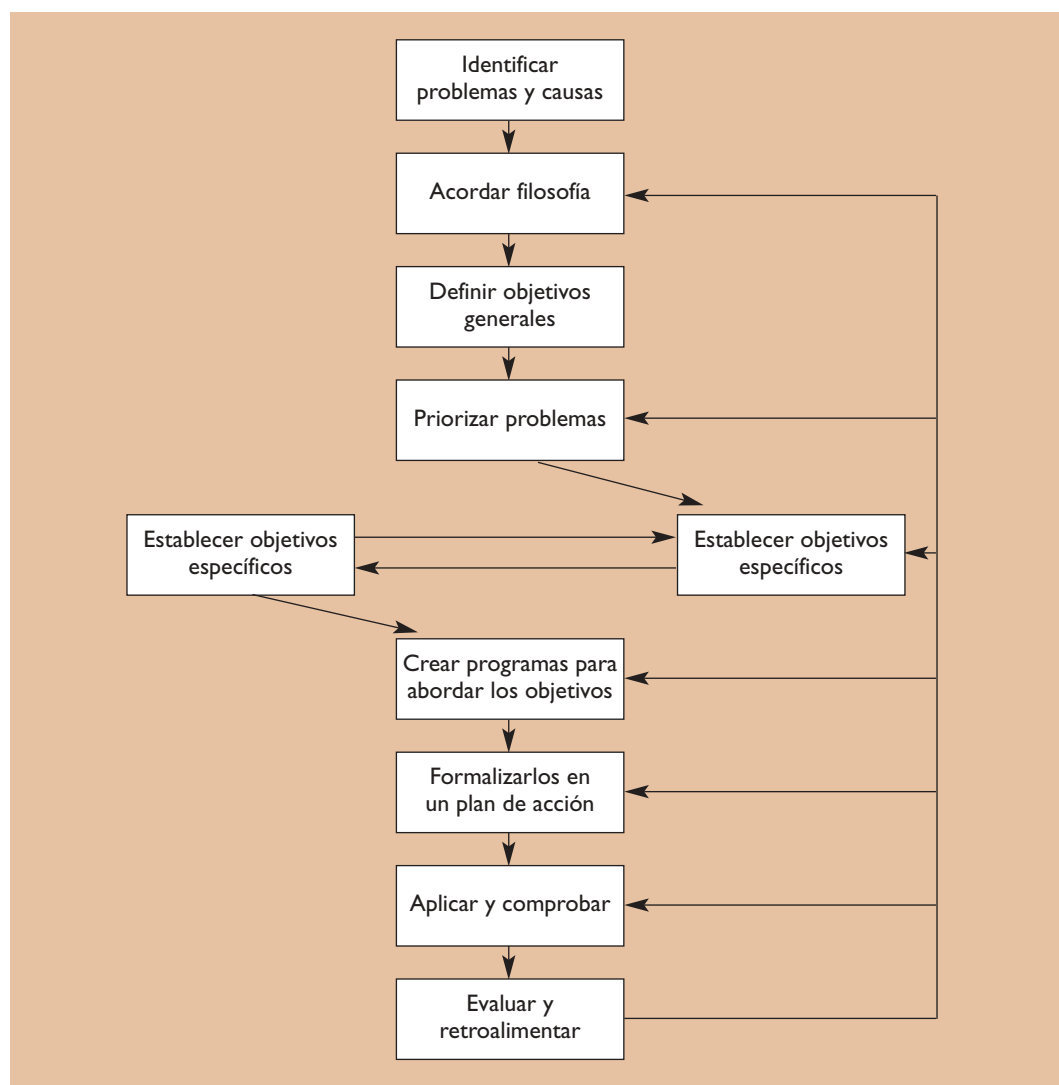 Identificar
problemas y causas
Acordar filosofía
Definir objetivos
generales
Priorizar problemas
Establecer objetivos
específicos
Establecer objetivos
específicos
Crear programas para
abordar los objetivos
Formalizarlos en
un plan de acción
Aplicar y comprobar
Evaluar y
retroalimentar